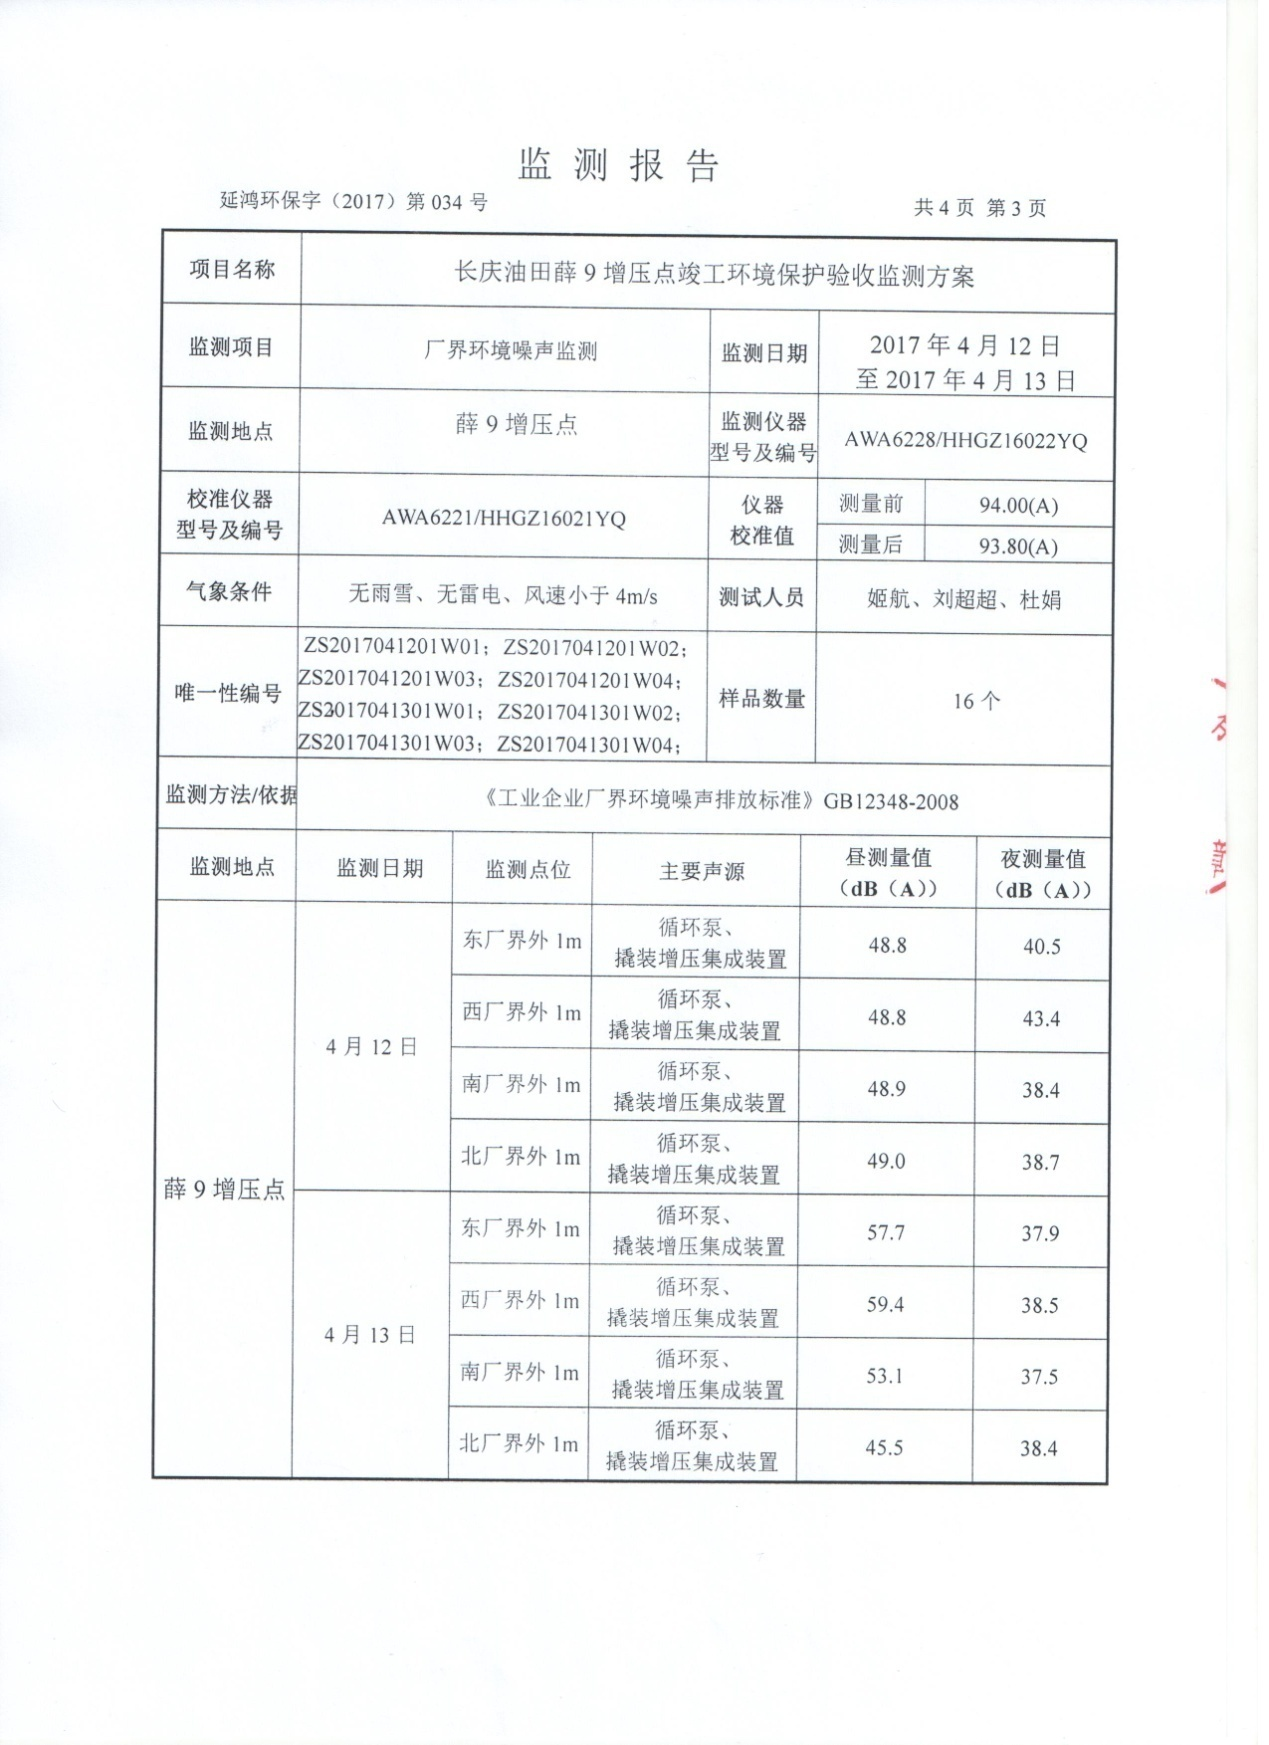 监测报告
延鸿环保字（2017）第 034 号
共 4 页 第 3 页
项目名称
长庆油田薛 9 增压点竣工环境保护验收监测方案
监测项目
厂界环境噪声监测
监测日期
2017 年 4 月 12 日
至 2017 年 4 月 13 日
监测地点
薛 9 增压点
监测仪器
型号及编号
AWA6228/HHGZ16022YQ
校准仪器
型号及编号
AWA6221/HHGZ16021YQ
仪器
校准值
测量前
94.00(A)
测量后
93.80(A)
气象条件
无雨雪、无雷电、风速小于 4m/s
测试人员
姬航、刘超超、杜娟
唯一性编号
ZS2017041201W01；ZS2017041201W02；
ZS2017041201W03；ZS2017041201W04；
ZS2017041301W01；ZS2017041301W02；
ZS2017041301W03；ZS2017041301W04；
样品数量
16 个
监测方法/依据
《工业企业厂界环境噪声排放标准》GB12348-2008
监测地点
监测日期
监测点位
主要声源
昼测量值
（dB（A））
夜测量值
（dB（A））
薛 9 增压点
4 月 12 日
东厂界外 1m
循环泵、
撬装增压集成装置
48.8
40.5
西厂界外 1m
循环泵、
撬装增压集成装置
48.8
43.4
南厂界外 1m
循环泵、
撬装增压集成装置
48.9
38.4
北厂界外 1m
循环泵、
撬装增压集成装置
49.0
38.7
4 月 13 日
东厂界外 1m
循环泵、
撬装增压集成装置
57.7
37.9
西厂界外 1m
循环泵、
撬装增压集成装置
59.4
38.5
南厂界外 1m
循环泵、
撬装增压集成装置
53.1
37.5
北厂界外 1m
循环泵、
撬装增压集成装置
45.5
38.4